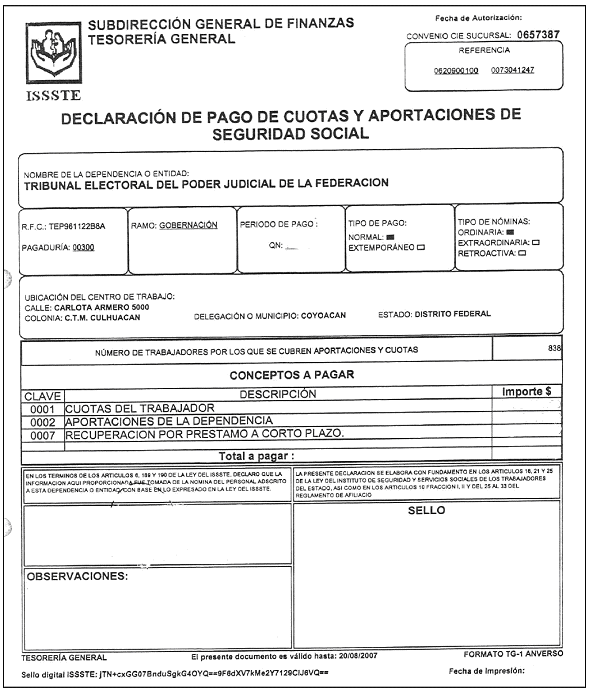 SUBDIRECCIÓN GENERAL DE FINANZAS
TESORERÍA GENERAL
ISSSTE
Fecha de Autorización:
CONVENIO CIE SUCURSAL: 0657387
REFERENCIA
0620900100 0073041247
DECLARACIÓN DE PAGO DE CUOTAS Y APORTACIONES DE
SEGURIDAD SOCIAL
NOMBRE DE LA DEPENDENCIA O ENTIDAD:
TRIBUNAL ELECTORAL DEL PODER JUDICIAL DE LA FEDERACION
R.F.C.: TEP961122B8A
PAGADURÍA: 00300
RAMO: GOBERNACIÓN
PERIODO DE PAGO :
QN: __
TIPO DE PAGO:
NORMAL: ■
EXTEMPORÁNEO □
TIPO DE NÓMINAS:
ORDINARIA: ■
EXTRAORDINARIA: □
RETROACTIVA: □
UBICACIÓN DEL CENTRO DE TRABAJO:
CALLE: CARLOTA ARMERO 5000
COLONIA: C.T.M. CULHUACAN DELEGACIÓN O MUNICIPIO: COYOACAN ESTADO: DISTRITO FEDERAL
NÚMERO DE TRABAJADORES POR LOS QUE SE CUBREN APORTACIONES Y CUOTAS 838
CONCEPTOS A PAGAR
CLAVE DESCRIPCIÓN Importe $
0001 CUOTAS DEL TRABAJADOR
0002 APORTACIONES DE LA DEPENDENCIA
0007 RECUPERACION POR PRESTAMO A CORTO PLAZO.
Total a pagar :
EN LOS TERMINOS DE LOS ARTICULOS 6, 189 Y 190 DE LA LEY DEL ISSSTE, DECLARO QUE LA
INFORMACION AQUI PROPORCIONADA FUE TOMADA DE LA NOMINA DEL PERSONAL ADSCRITO
A ESTA DEPENDENCIA O ENTIDAD, CON BASE EN LO EXPRESADO EN LA LEY DEL ISSSTE.
LA PRESENTE DECLARACION SE ELABORA CON FUNDAMENTO EN LOS ARTICULOS 16, 21 Y 25
DE LA LEY DEL INSTITUTO DE SEGURIDAD Y SERVICIOS SOCIALES DE LOS TRABAJADORES
DEL ESTADO, ASI COMO EN LOS ARTICULOS 10 FRACCION I, II Y DEL 25 AL 33 DEL
REGLAMENTO DE AFILIACIO
SELLO
OBSERVACIONES:
TESORERÍA GENERAL El presente documento es válido hasta: 20/08/2007 FORMATO TG-1 ANVERSO
Sello digital ISSSTE: jTN+cxGG07BnduSgkG4OYQ==9F6dXV7kMe2Y7129CIJ6VQ== Fecha de Impresión: